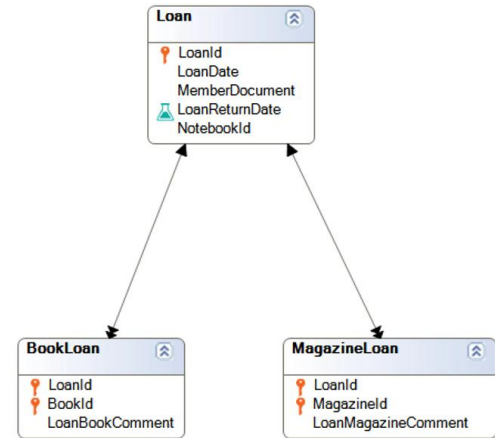 Loan
LoanId
LoanDate
MemberDocument
LoanReturnDate
NotebookId
BookLoan
LoanId
BookId
LoanBookComment
MagazineLoan
LoanId
MagazineId
LoanMagazineComment